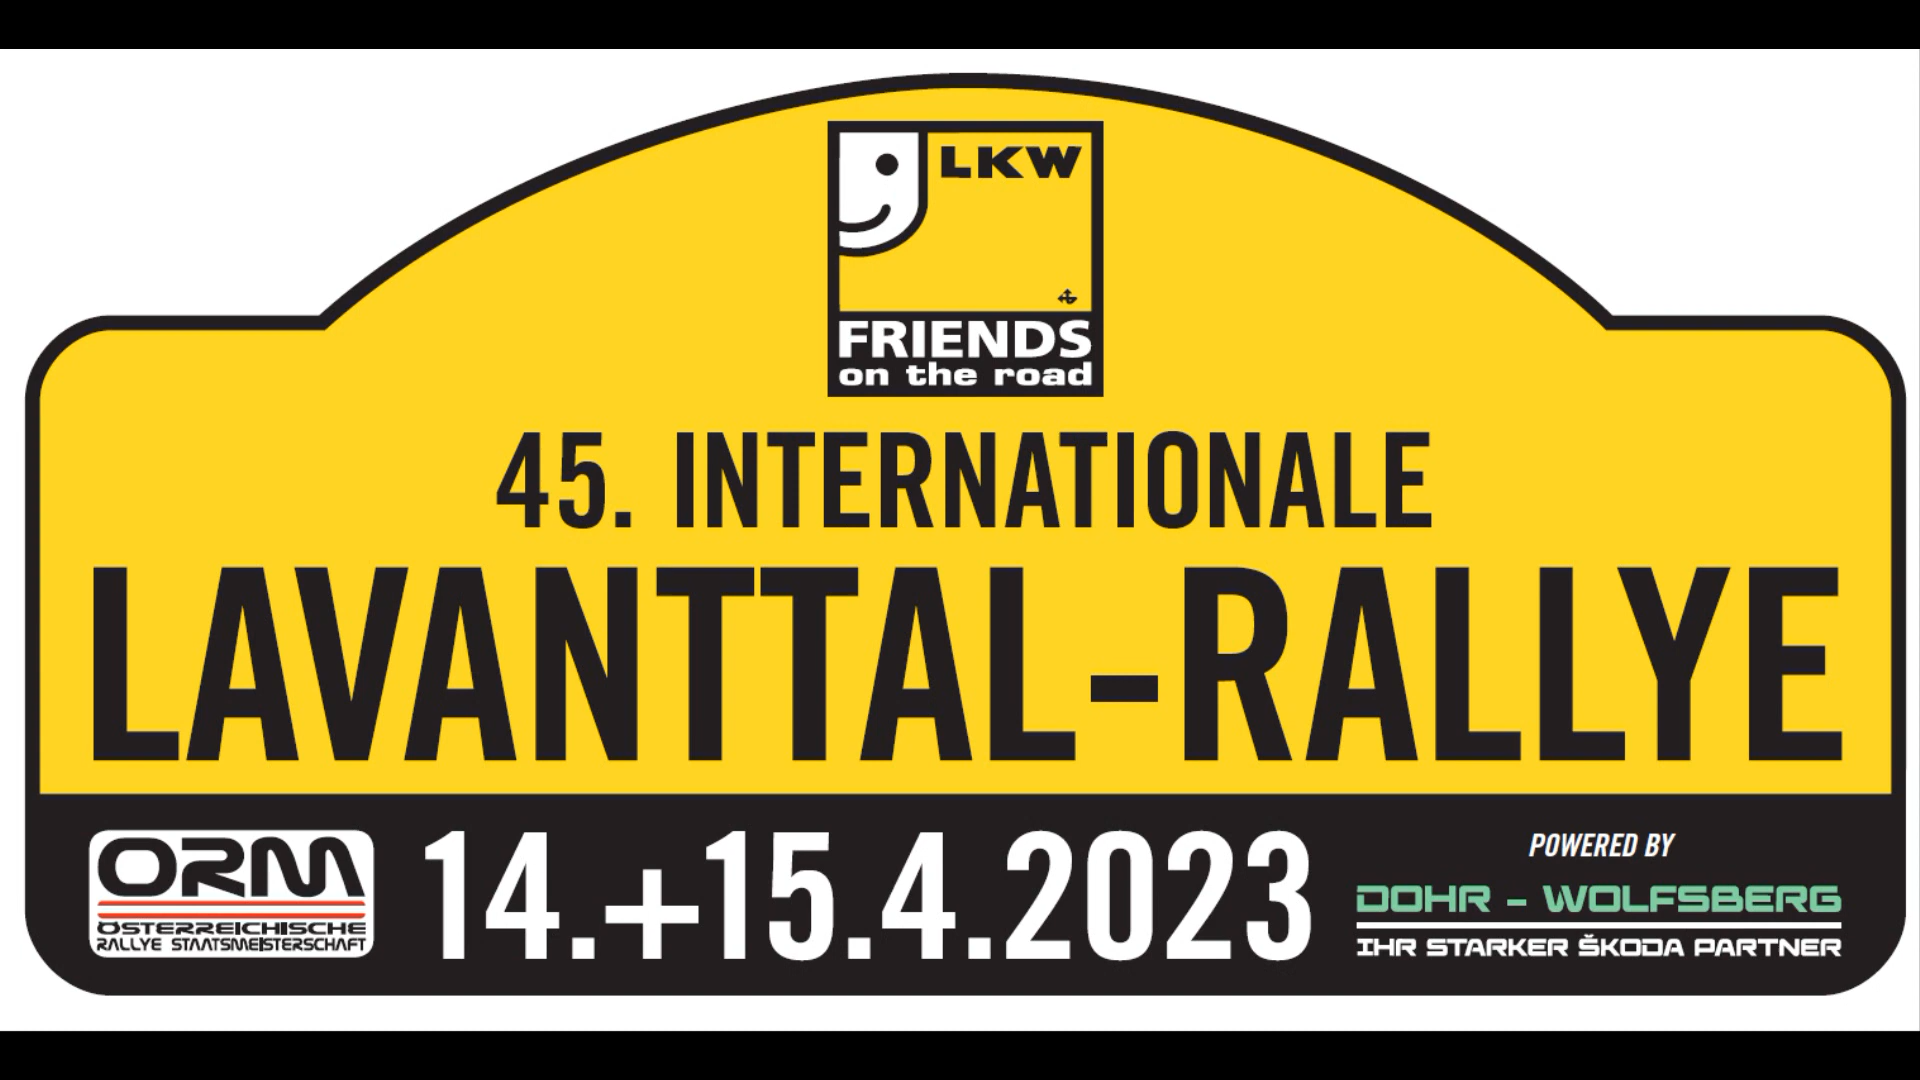 LKW
FRIENDS
on the road
45. INTERNATIONALE
LAVANTTAL-RALLYE
ORM
ÖSTERREICHISCHE
RALLYE STAATSMEISTERSCHAFT
14.+15.4.2023
POWERED BY
DOHR - WOLFSBERG
IHR STARKER ŠKODA PARTNER